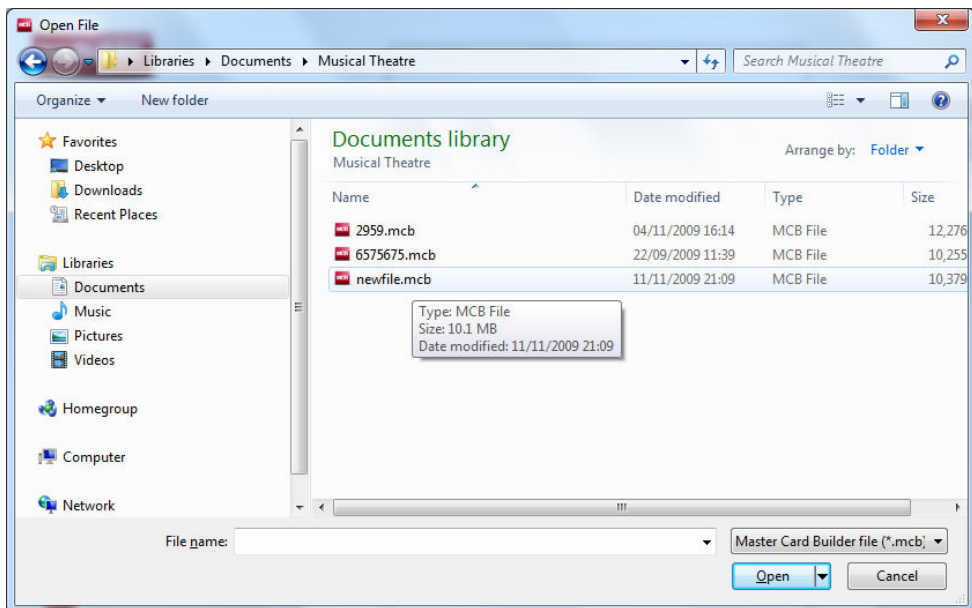 Open File
Libraries Documents Musical Theatre
Search Musical Theatre
Organize New folder
Favorites
Desktop
Downloads
Recent Places
Libraries
Documents
Music
Pictures
Videos
Homegroup
Computer
Network
Documents library
Musical Theatre
Arrange by: Folder
Name Date modified Type Size
2959.mcb 04/11/2009 16:14 MCB File 12,276
6575675.mcb 22/09/2009 11:39 MCB File 10,255
newfile.mcb 11/11/2009 21:09 MCB File 10,379
Type: MCB File
Size: 10.1 MB
Date modified: 11/11/2009 21:09
File name:
Master Card Builder file (*.mcb)
Open Cancel